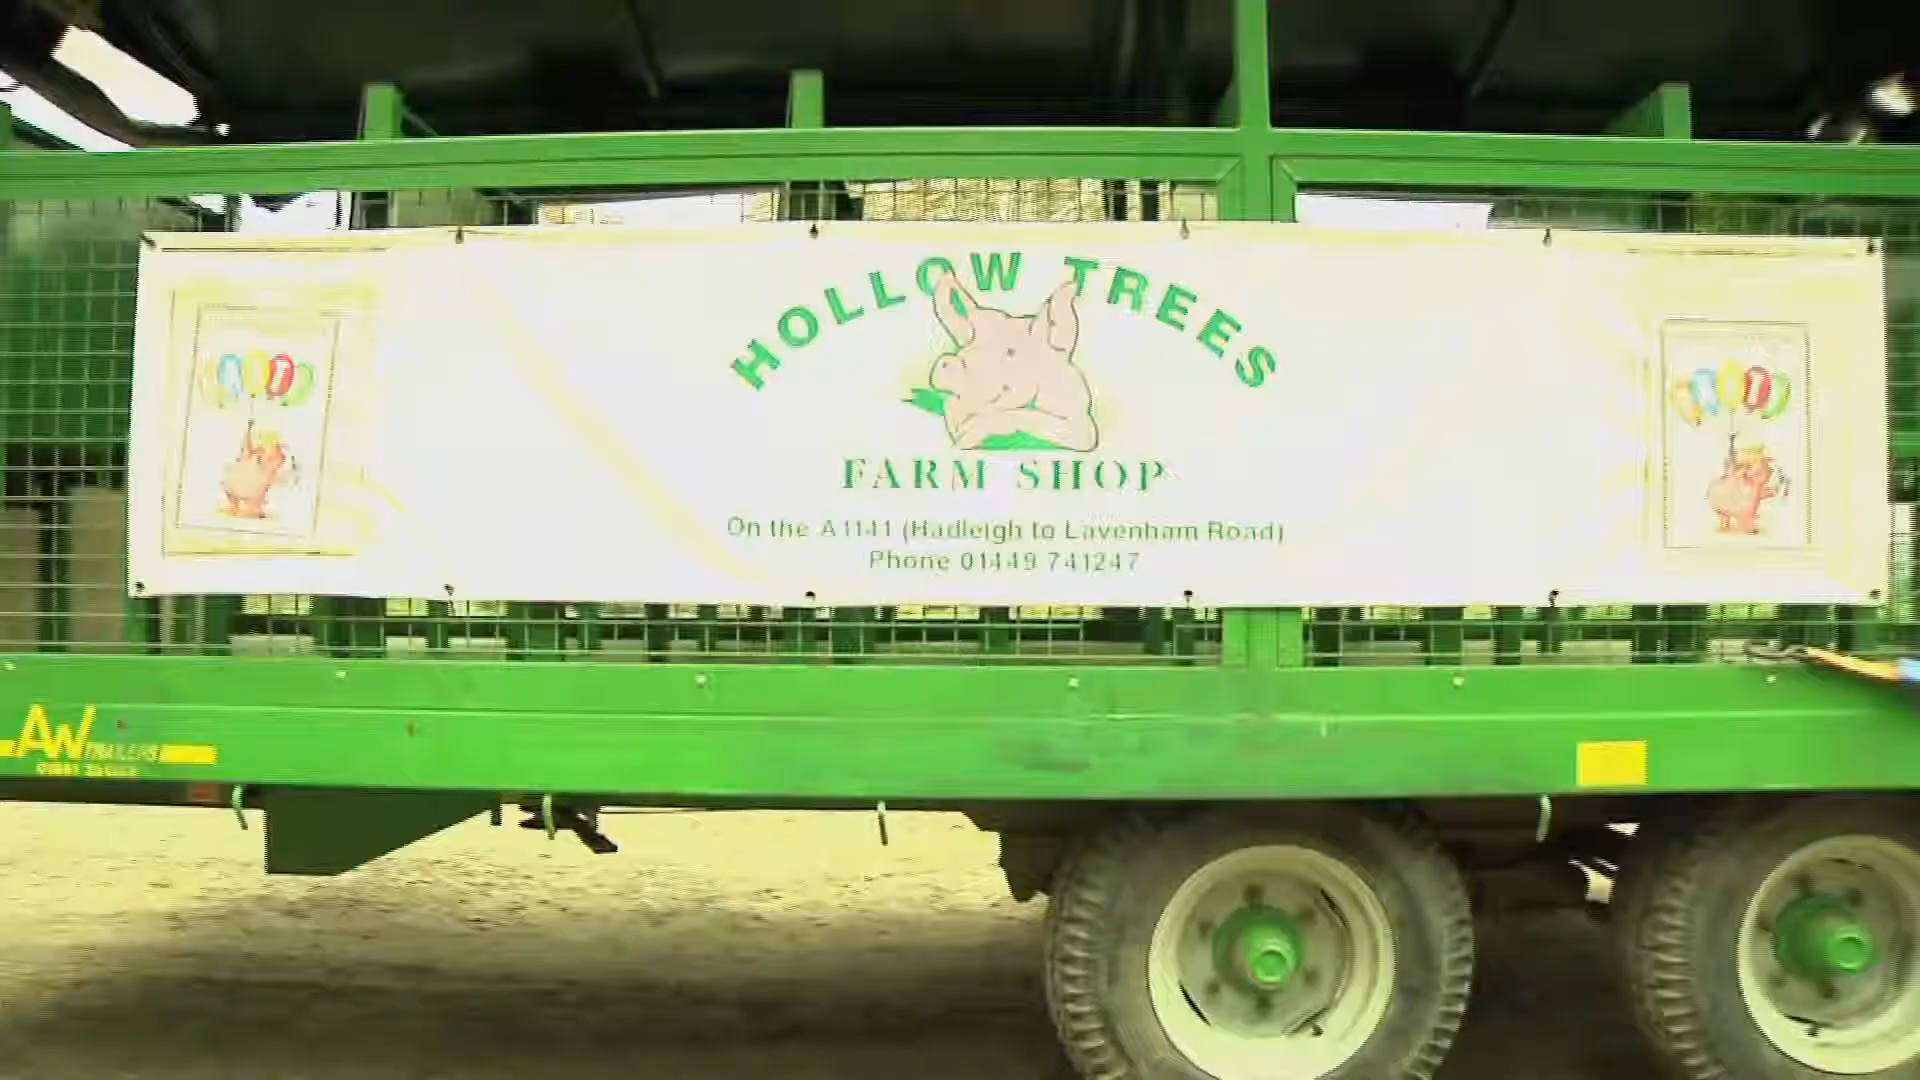 HOLLOW TREES
FARM SHOP
On the A1141 (Hadleigh to Lavenham Road)
Phone 01449 741247
AW
TRAILERS